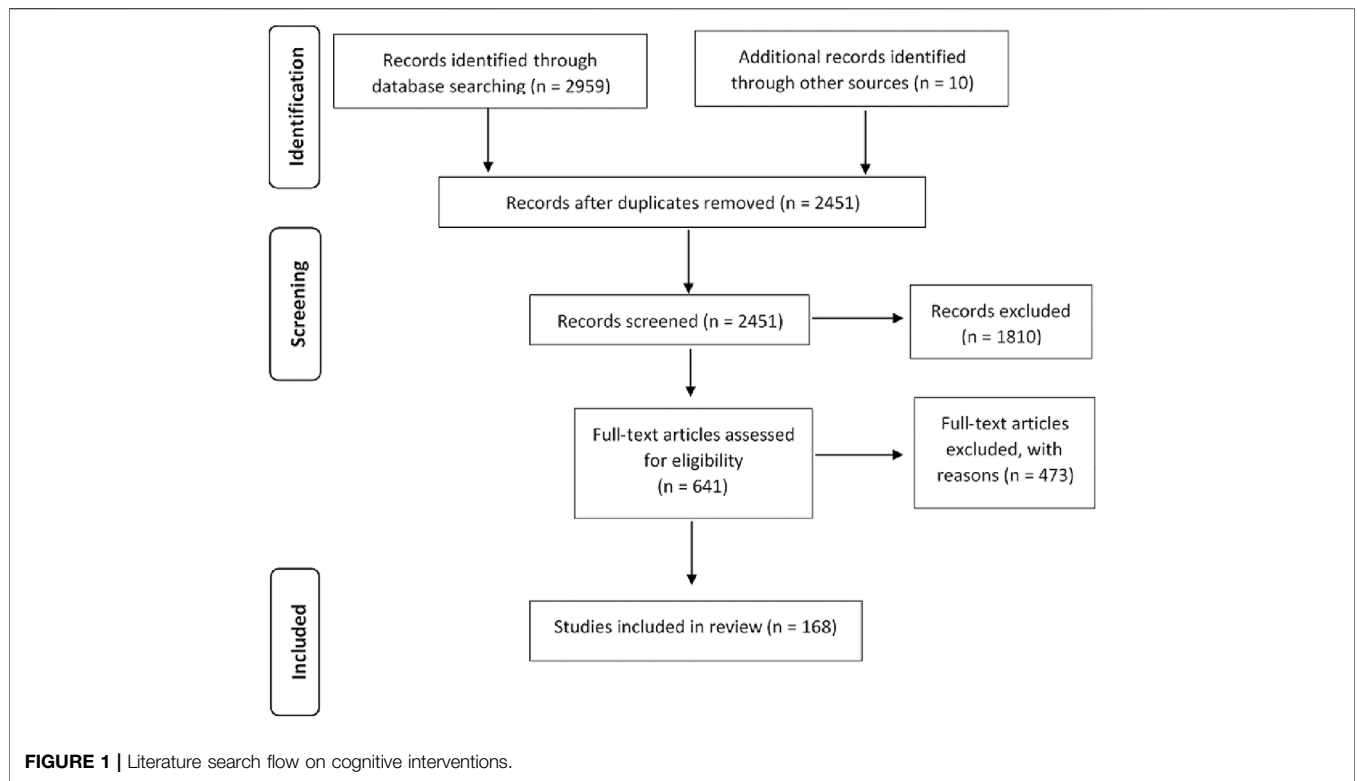 Identification
Records identified through
database searching (n = 2959)
Additional records identified
through other sources (n = 10)
Records after duplicates removed (n = 2451)
Screening
Records screened (n = 2451)
Records excluded
(n = 1810)
Full-text articles assessed
for eligibility
(n = 641)
Full-text articles
excluded, with
reasons (n = 473)
Included
Studies included in review (n = 168)
FIGURE 1 | Literature search flow on cognitive interventions.